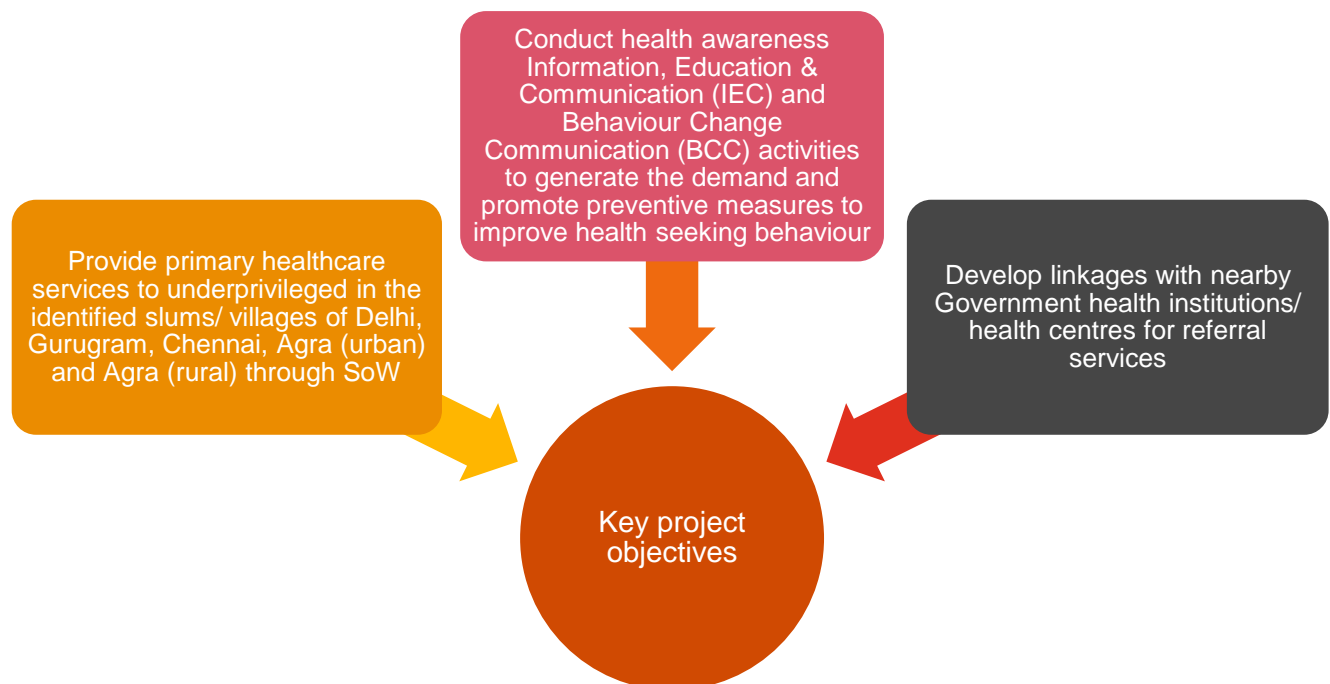 Conduct health awareness
Information, Education &
Communication (IEC) and
Behaviour Change
Communication (BCC) activities
to generate the demand and
promote preventive measures to
improve health seeking behaviour
Provide primary healthcare
services to underprivileged in the
identified slums/ villages of Delhi,
Gurugram, Chennai, Agra (urban)
and Agra (rural) through SoW
Develop linkages with nearby
Government health institutions/
health centres for referral
services
Key project
objectives